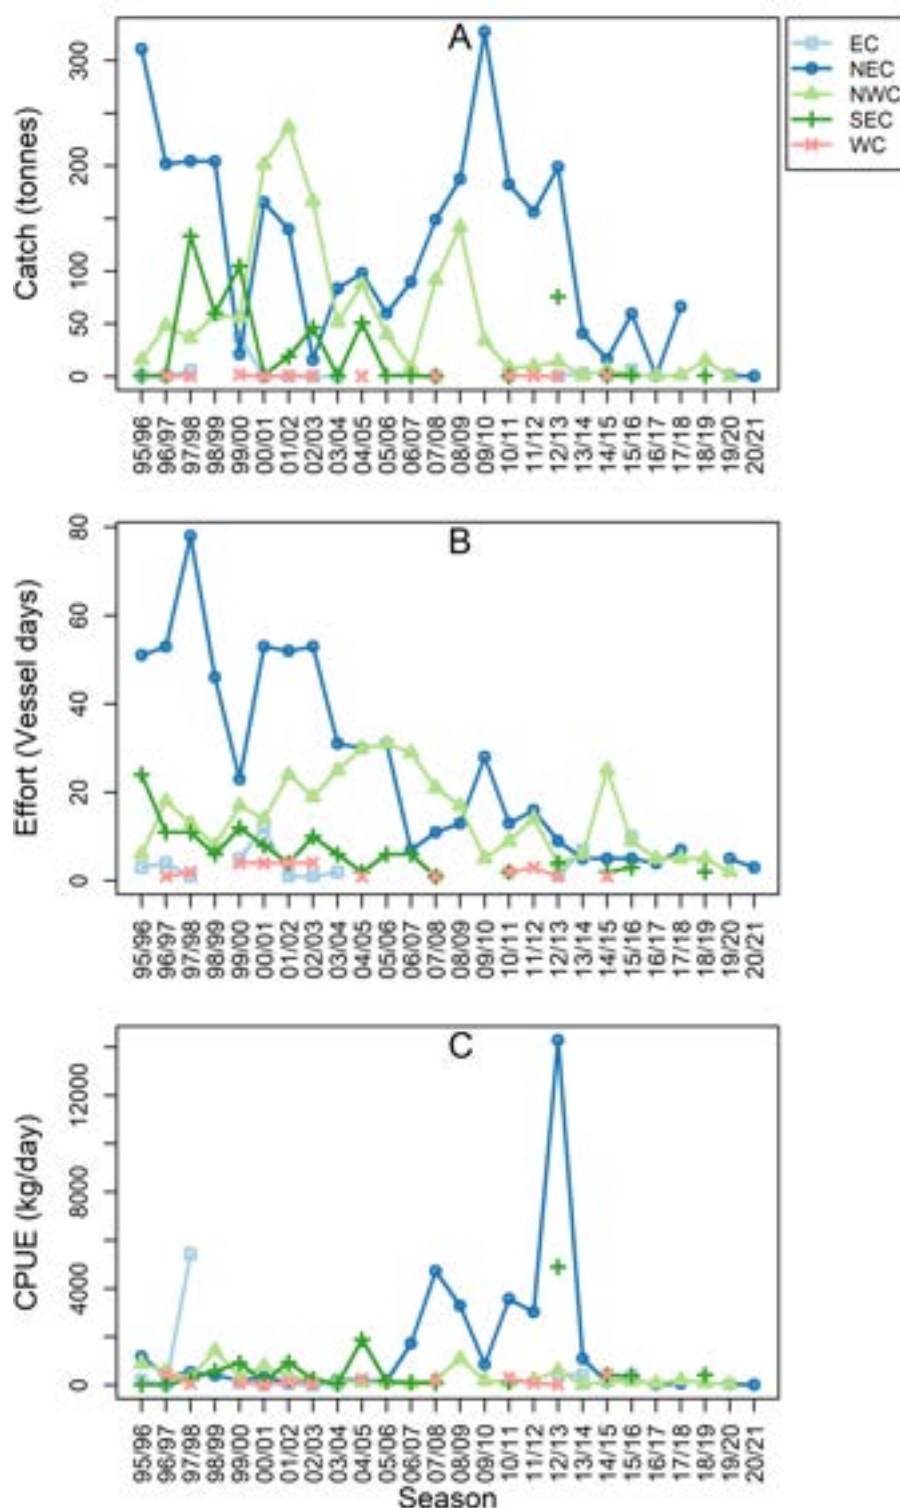 A
EC
NEC
NWC
SEC
WC
Catch (tonnes)
300
200
100
50
0
95/96 96/97 97/98 98/99 99/00 00/01 01/02 02/03 03/04 04/05 05/06 06/07 07/08 08/09 09/10 10/11 11/12 12/13 13/14 14/15 15/16 16/17 17/18 18/19 19/20 20/21
B
Effort (Vessel days)
80
60
40
20
0
95/96 96/97 97/98 98/99 99/00 00/01 01/02 02/03 03/04 04/05 05/06 06/07 07/08 08/09 09/10 10/11 11/12 12/13 13/14 14/15 15/16 16/17 17/18 18/19 19/20 20/21
C
CPUE (kg/day)
12000
8000
4000
0
95/96 96/97 97/98 98/99 99/00 00/01 01/02 02/03 03/04 04/05 05/06 06/07 07/08 08/09 09/10 10/11 11/12 12/13 13/14 14/15 15/16 16/17 17/18 18/19 19/20 20/21
Season